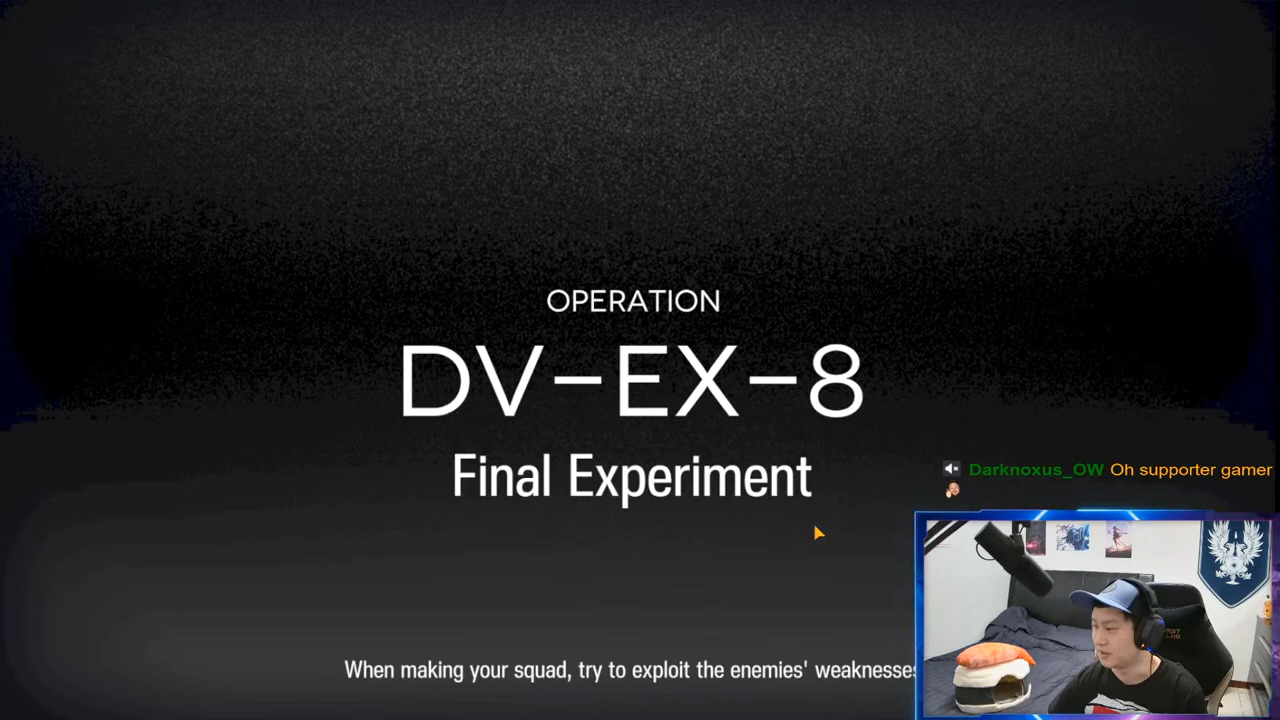 OPERATION
DV-EX-8
Final Experiment
Darknoxus_OW Oh supporter gamer
When making your squad, try to exploit the enemies' weaknesses